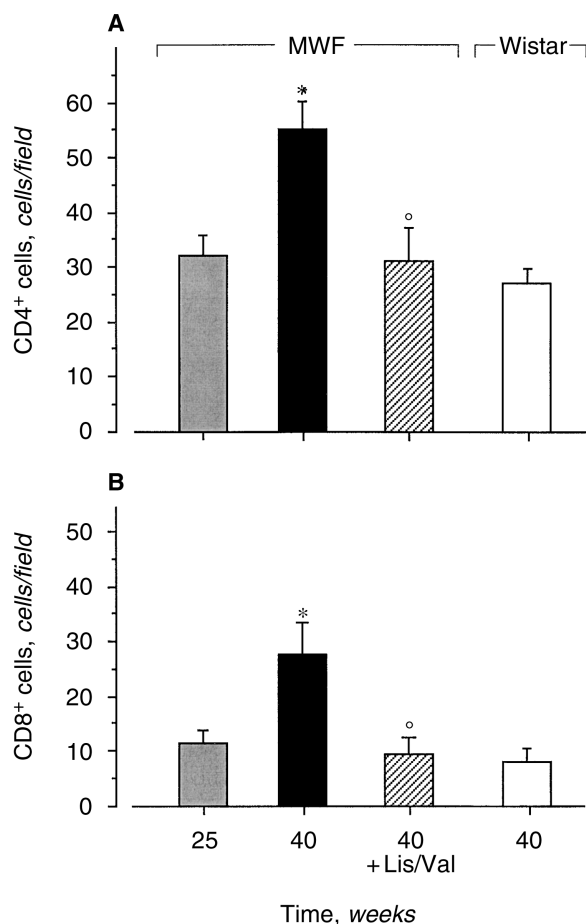 A
MWF
Wistar
CD4⁺ cells, cells/field
60
50
40
30
20
10
0
*
°
B
CD8⁺ cells, cells/field
50
40
30
20
10
0
*
°
25
40
40
+ Lis/Val
40
Time, weeks